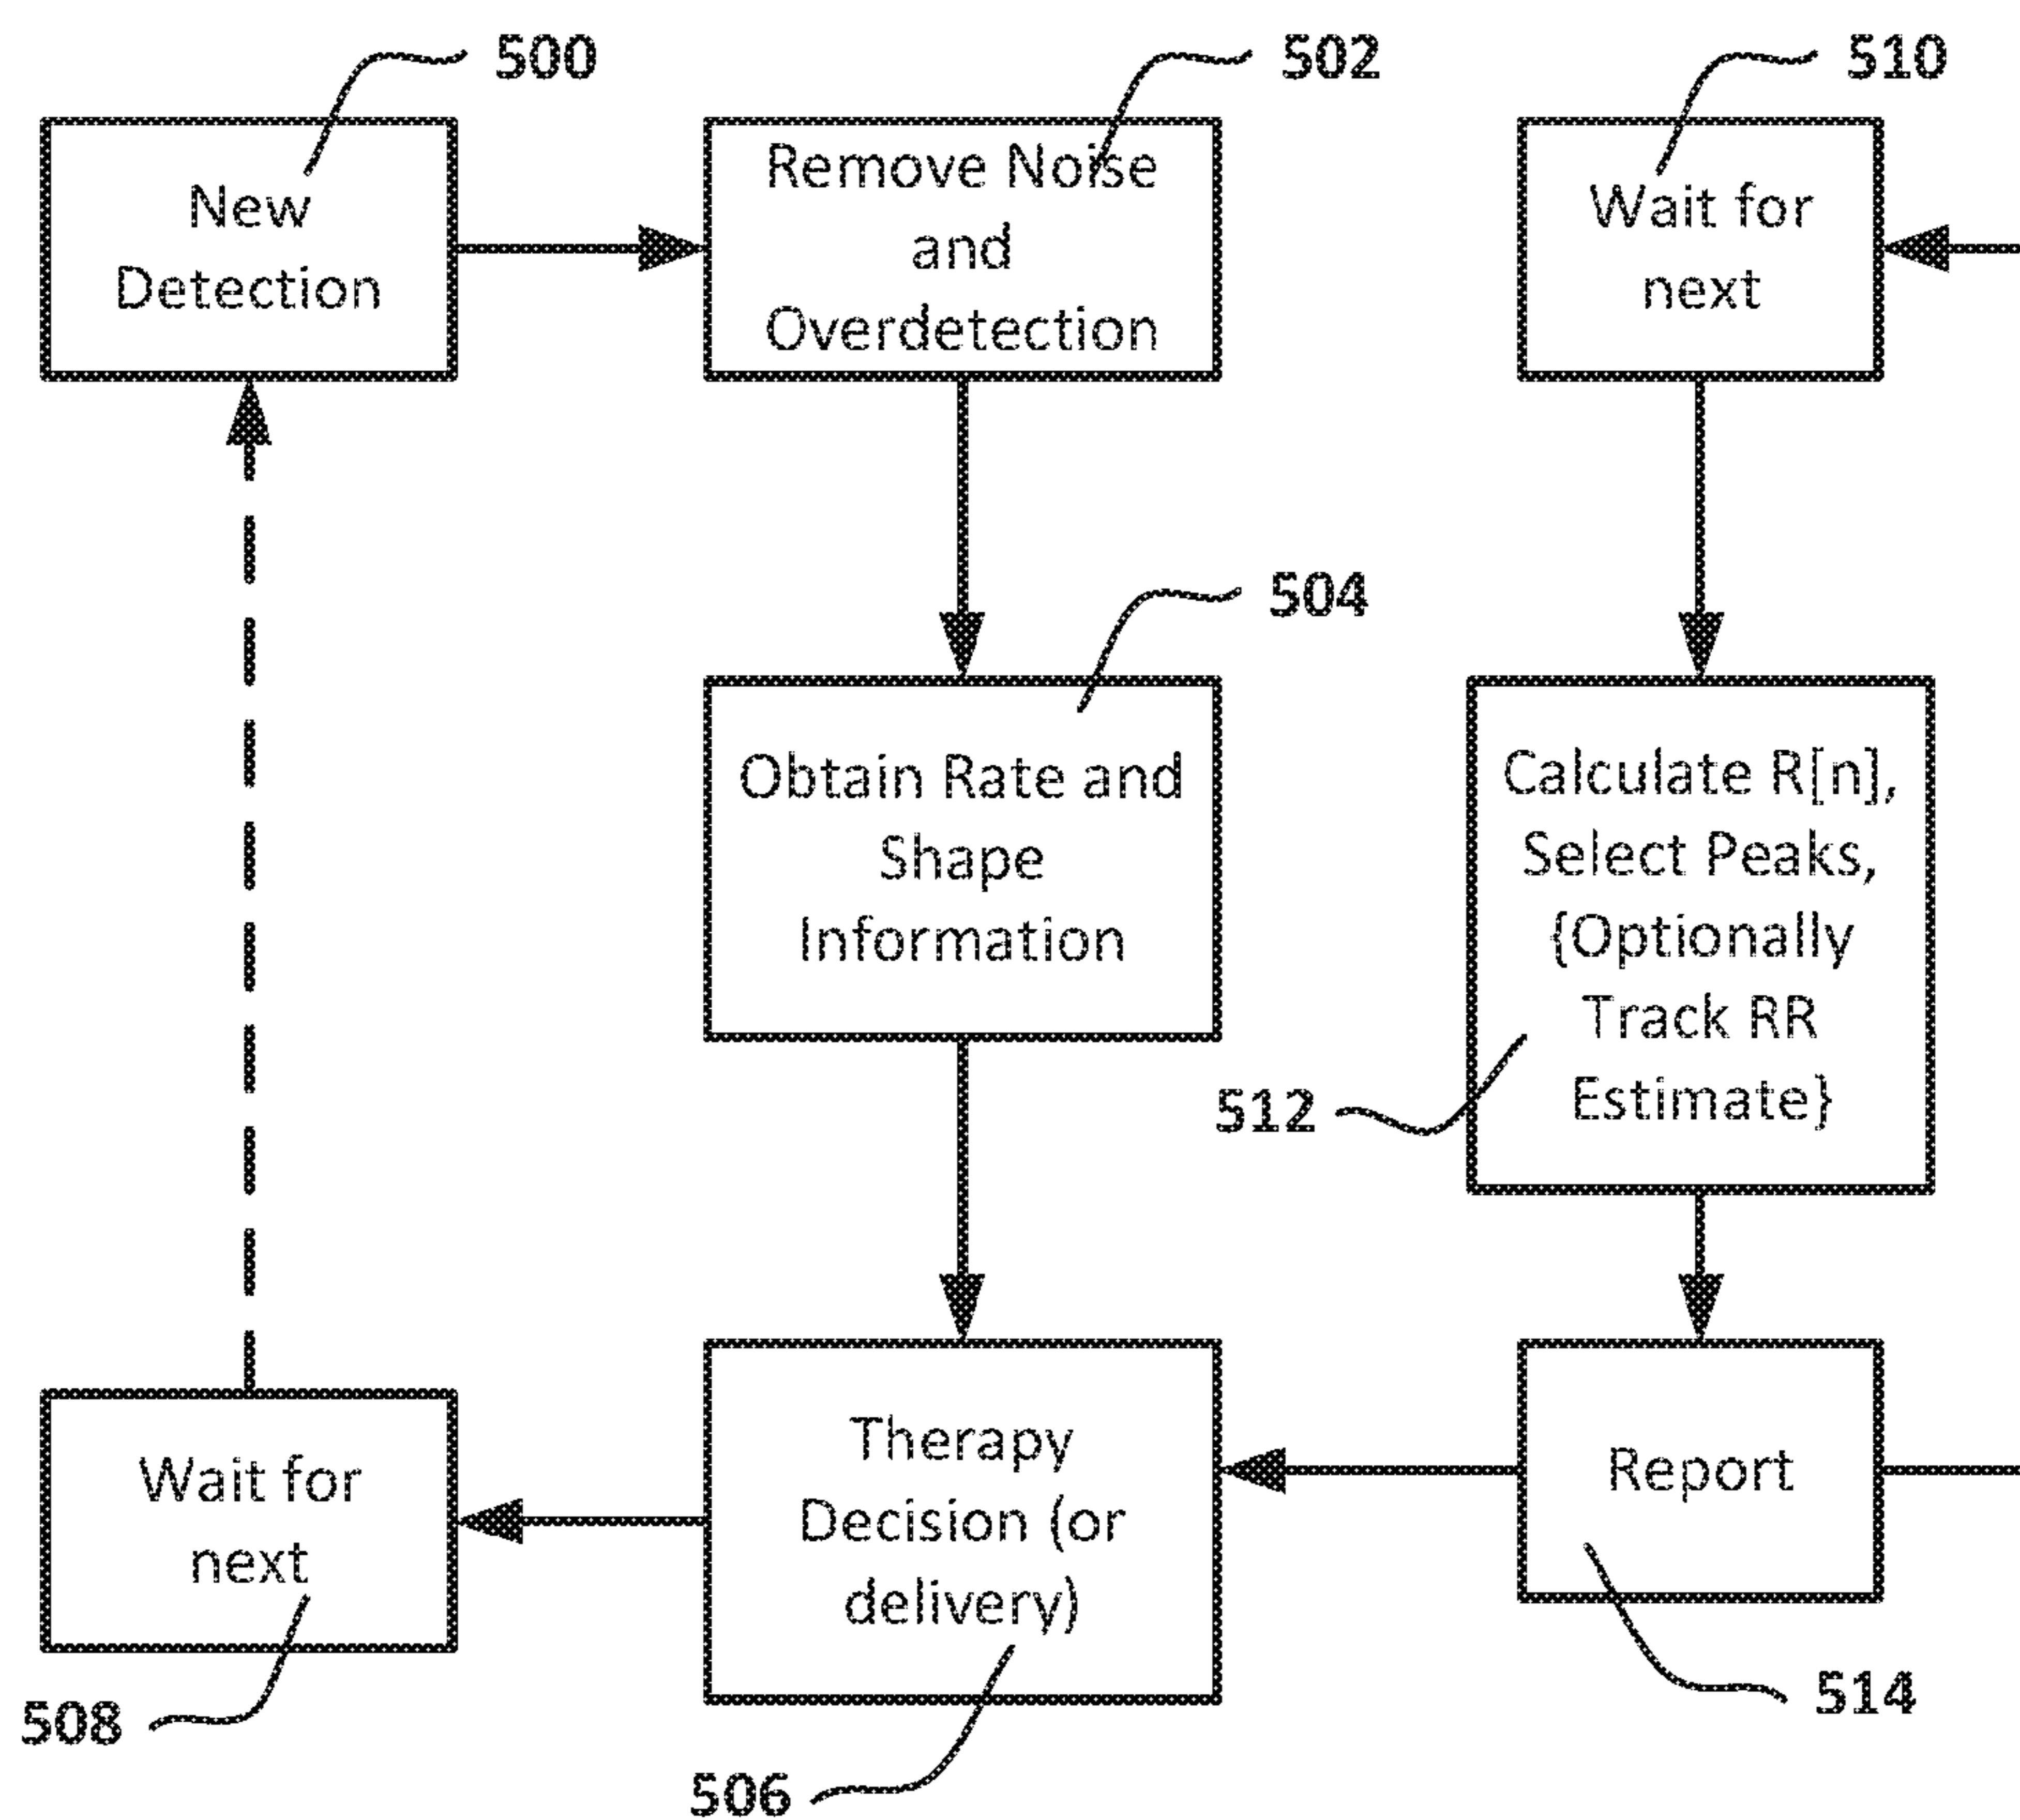 500
New
Detection
502
Remove Noise
and
Overdetection
510
Wait for
next
504
Obtain Rate and
Shape
Information
512
Calculate R[n],
Select Peaks,
{Optionally
Track RR
Estimate}
508
Wait for
next
506
Therapy
Decision (or
delivery)
514
Report